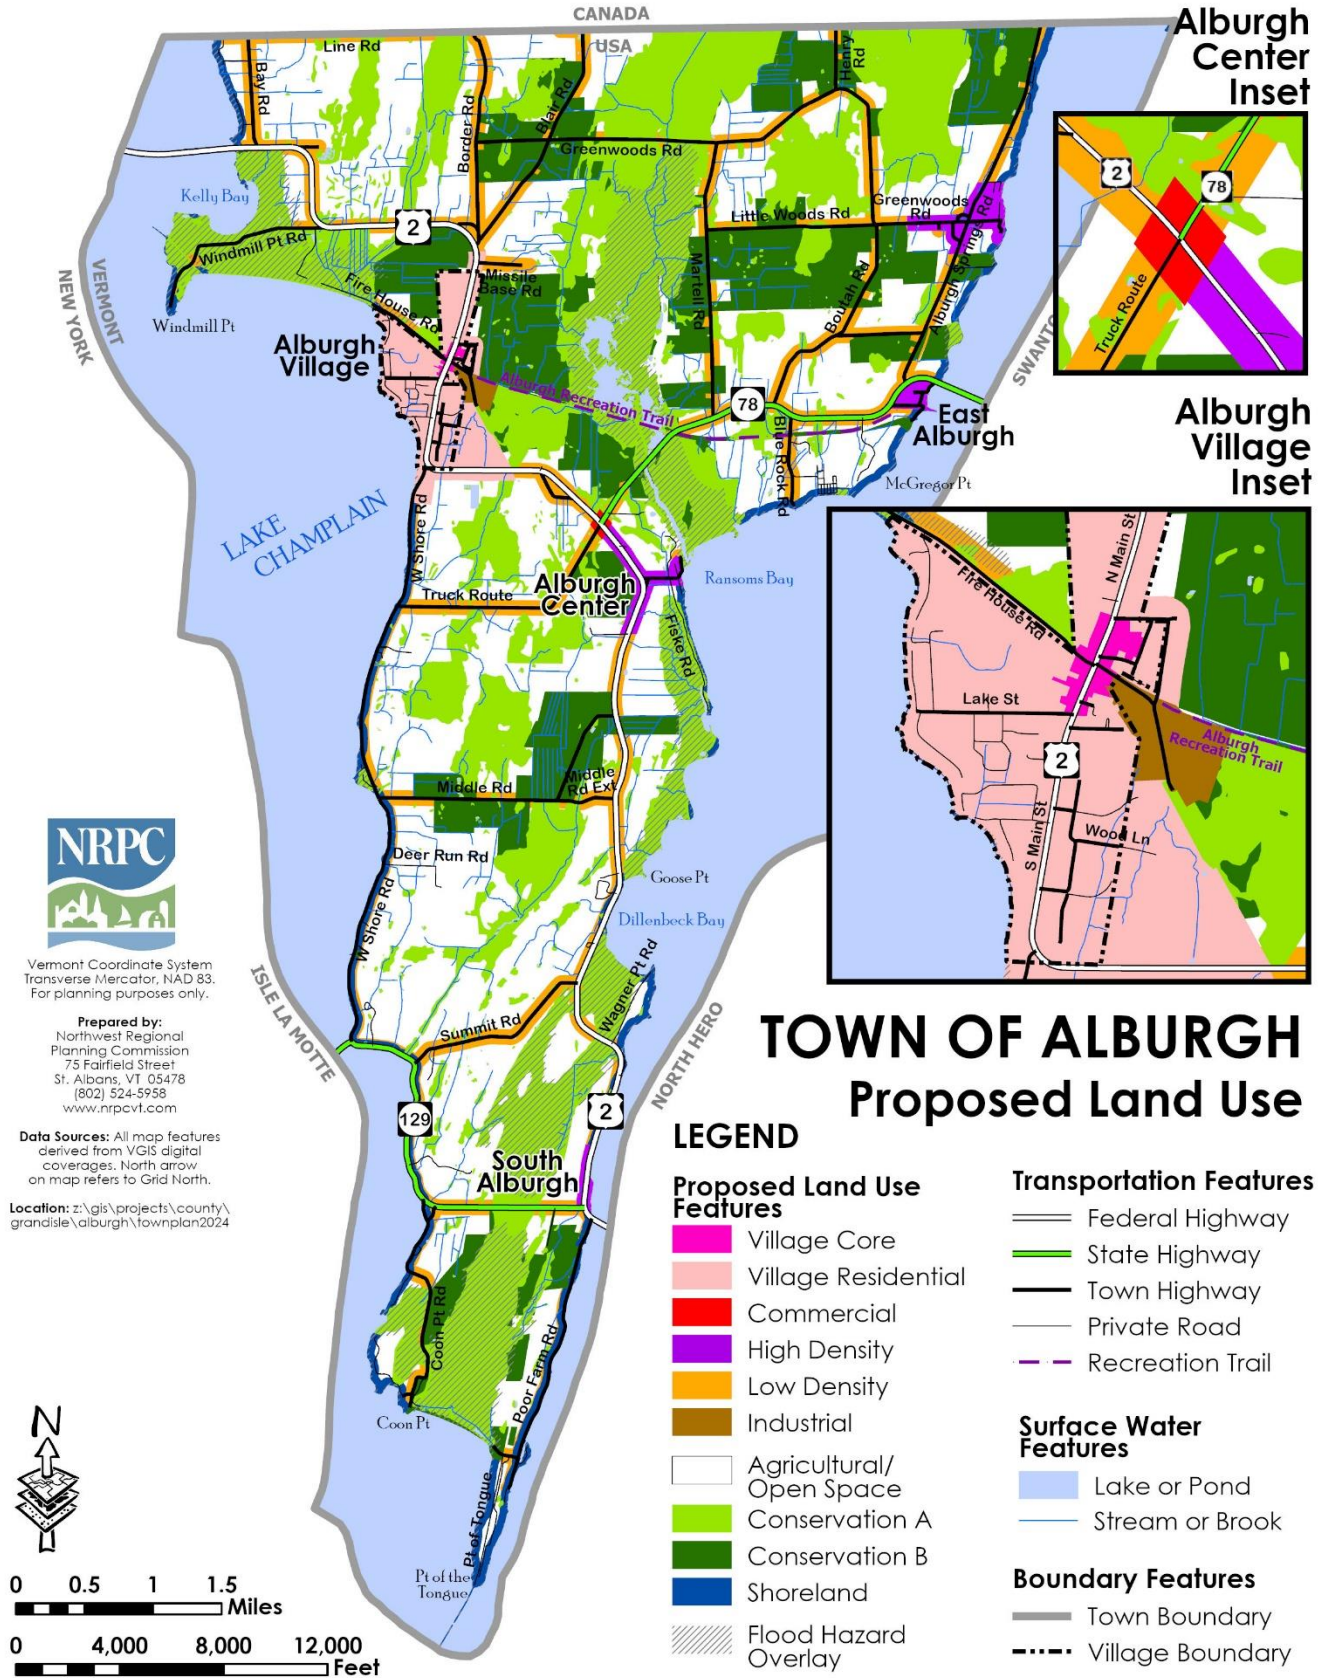 CANADA
USA
Line Rd
Bay Rd
Border Rd
Blair Rd
Henry Rd
Greenwoods Rd
Kelly Bay
2
Windmill Pt Rd
Little Woods Rd
Greenwoods
Rd
VERMONT
NEW YORK
Windmill Pt
Fire House Rd
Missile
Base Rd
Martell Rd
Boutah Rd
Alburgh Springs Rd
Alburgh
Village
Alburgh Recreation Trail
78
SWANTO
East
Alburgh
Blue Rock Rd
McGregor Pt
LAKE
CHAMPLAIN
W Shore Rd
Alburgh
Center
Ransoms Bay
Truck Route
Fiske Rd
Middle Rd
Middle
Rd Ext
Deer Run Rd
Goose Pt
Dillenbeck Bay
W Shore Rd
Wagner Pt Rd
ISLE LA MOTTE
Summit Rd
NORTH HERO
129
2
South
Alburgh
Coon Pt Rd
Poor Farm Rd
Coon Pt
Pt of Tongue
Pt of the
Tongue
Alburgh
Center
Inset
2
78
Truck Route
Alburgh
Village
Inset
N Main St
Fire House Rd
Lake St
Alburgh
Recreation Trail
2
S Main St
Wood Ln
NRPC
Vermont Coordinate System
Transverse Mercator, NAD 83.
For planning purposes only.
Prepared by:
Northwest Regional
Planning Commission
75 Fairfield Street
St. Albans, VT 05478
(802) 524-5958
www.nrpcvt.com
Data Sources: All map features
derived from VGIS digital
coverages. North arrow
on map refers to Grid North.
Location: z:\gis\projects\county\
grandisle\alburgh\townplan2024
N
0 0.5 1 1.5
Miles
0 4,000 8,000 12,000
Feet
TOWN OF ALBURGH
Proposed Land Use
LEGEND
Proposed Land Use
Features
Village Core
Village Residential
Commercial
High Density
Low Density
Industrial
Agricultural/
Open Space
Conservation A
Conservation B
Shoreland
Flood Hazard
Overlay
Transportation Features
Federal Highway
State Highway
Town Highway
Private Road
Recreation Trail
Surface Water
Features
Lake or Pond
Stream or Brook
Boundary Features
Town Boundary
Village Boundary